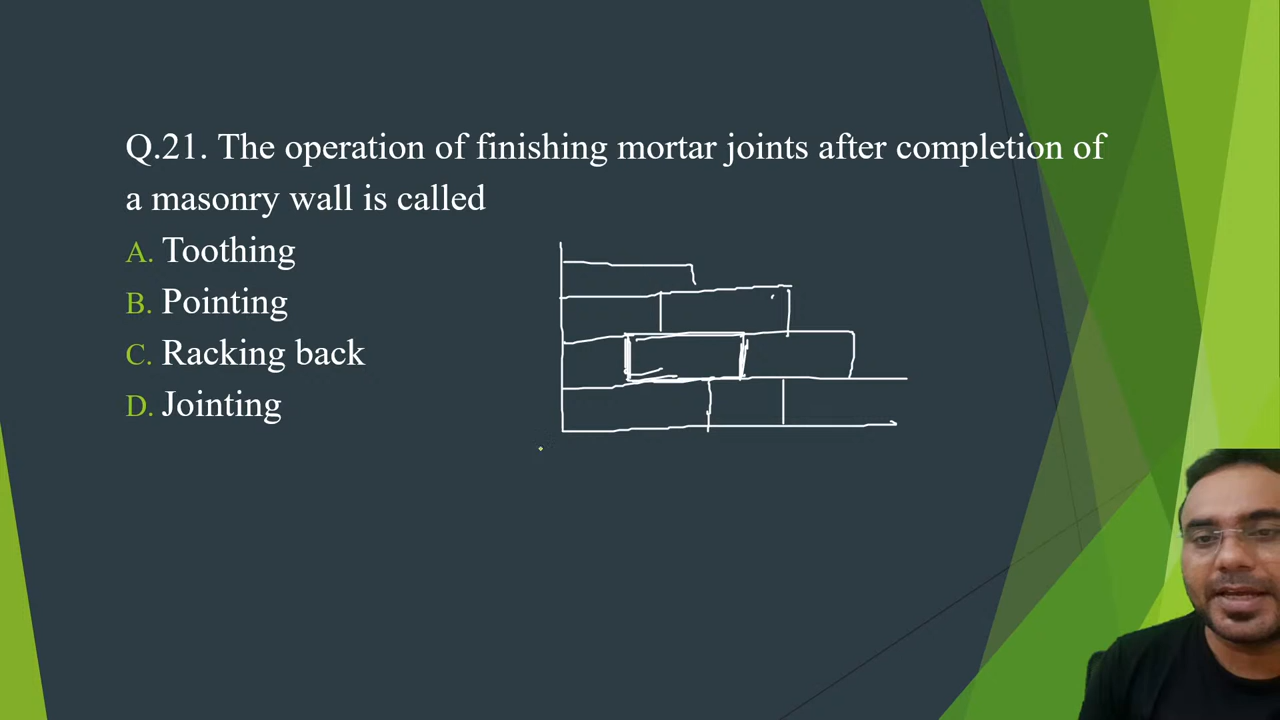 Q.21. The operation of finishing mortar joints after completion of
a masonry wall is called
A. Toothing
B. Pointing
C. Racking back
D. Jointing